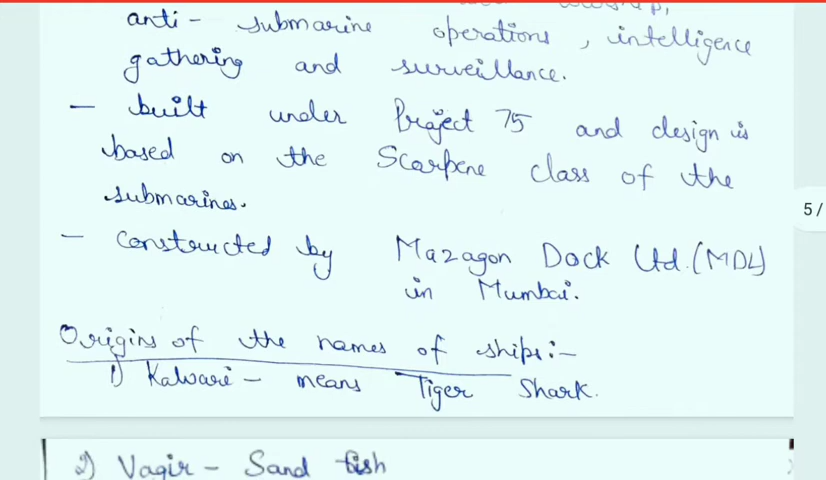 anti - submarine operations, intelligence
gathering and surveillance.
- built under Project 75 and design is
based on the Scorpene class of the
submarines.
- Constructed by Mazagon Dock Ltd. (MDL)
in Mumbai.
5/
Origins of the names of ships:-
1) Kalvari - means Tiger Shark.
2) Vagir - Sand fish